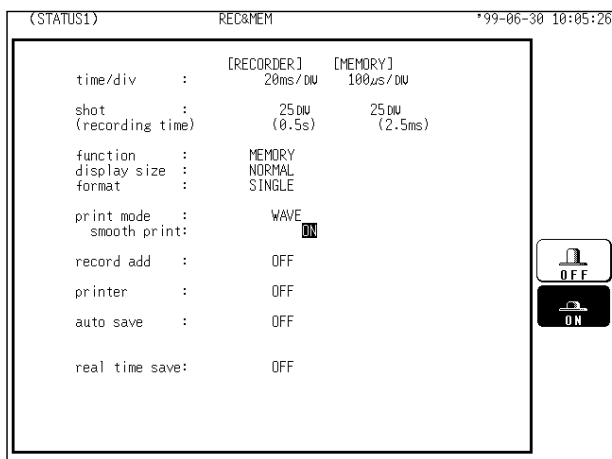 (STATUS1) REC&MEM '99-06-30 10:05:26
[RECORDER] [MEMORY]
time/div : 20ms/DIV 100µs/DIV
shot : 25DIV 25DIV
(recording time) (0.5s) (2.5ms)
function : MEMORY
display size : NORMAL
format : SINGLE
print mode : WAVE
smooth print: ON
record add : OFF
printer : OFF
auto save : OFF
real time save: OFF
OFF
ON